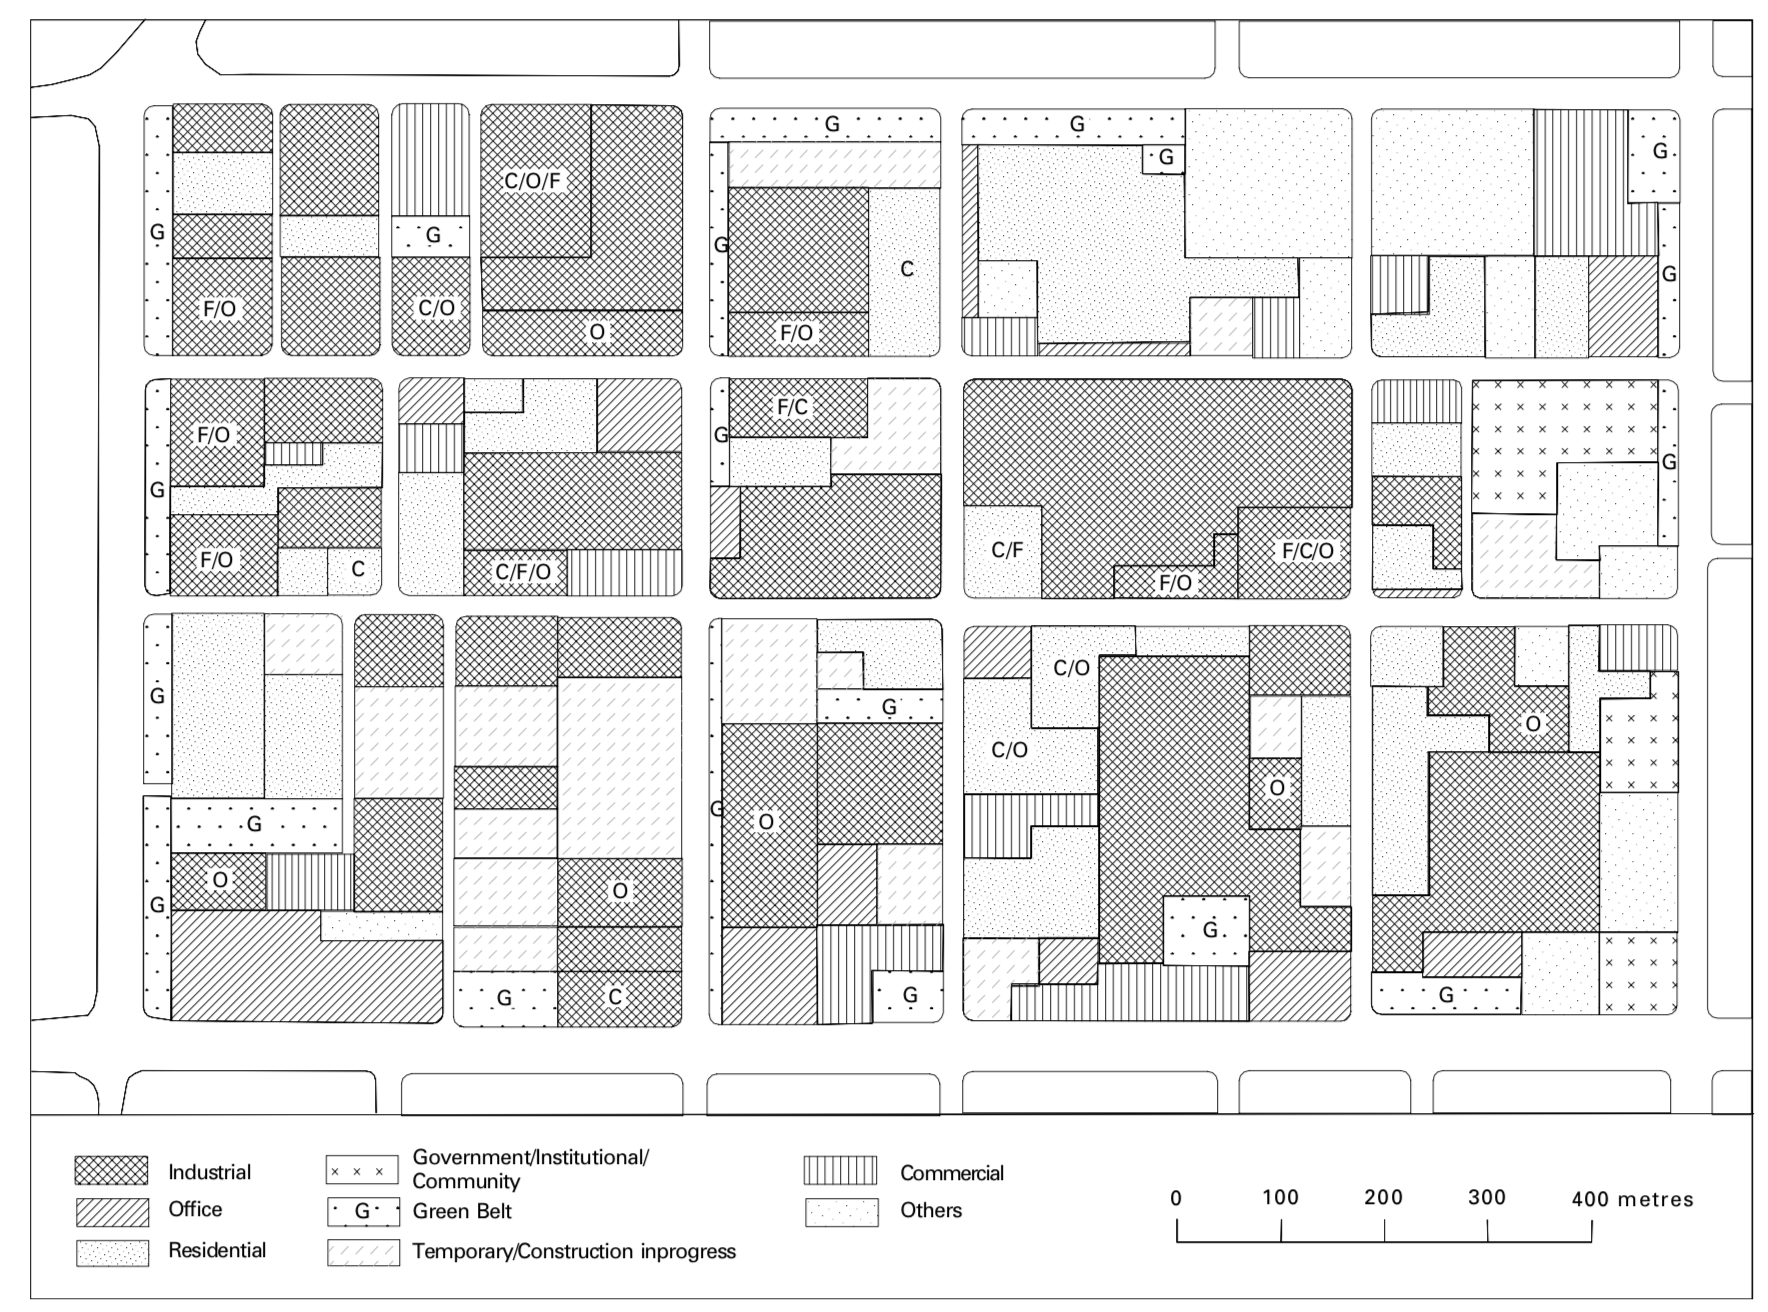 G
G
G
G
G
C/O/F
G
G
G
G
C
F/O
C/O
O
F/O
F/C
F/O
G
G
G
F/O
C
C/F/O
C/F
F/O
F/C/O
G
G
C/O
G
O
C/O
O
G
O
G
O
G
O
G
G
C
G
G
Industrial
Office
Residential
Government/Institutional/
Community
G
Green Belt
Temporary/Construction inprogress
Commercial
Others
0 100 200 300 400 metres